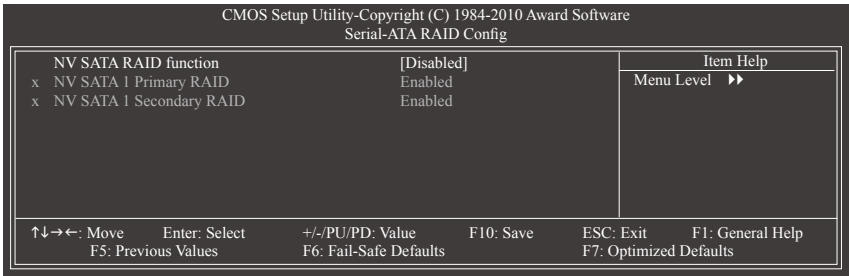 CMOS Setup Utility-Copyright (C) 1984-2010 Award Software
Serial-ATA RAID Config
NV SATA RAID function [Disabled]
x NV SATA 1 Primary RAID Enabled
x NV SATA 1 Secondary RAID Enabled
Item Help
Menu Level ▶▶
↑↓→←: Move Enter: Select +/-/PU/PD: Value F10: Save ESC: Exit F1: General Help
F5: Previous Values F6: Fail-Safe Defaults F7: Optimized Defaults